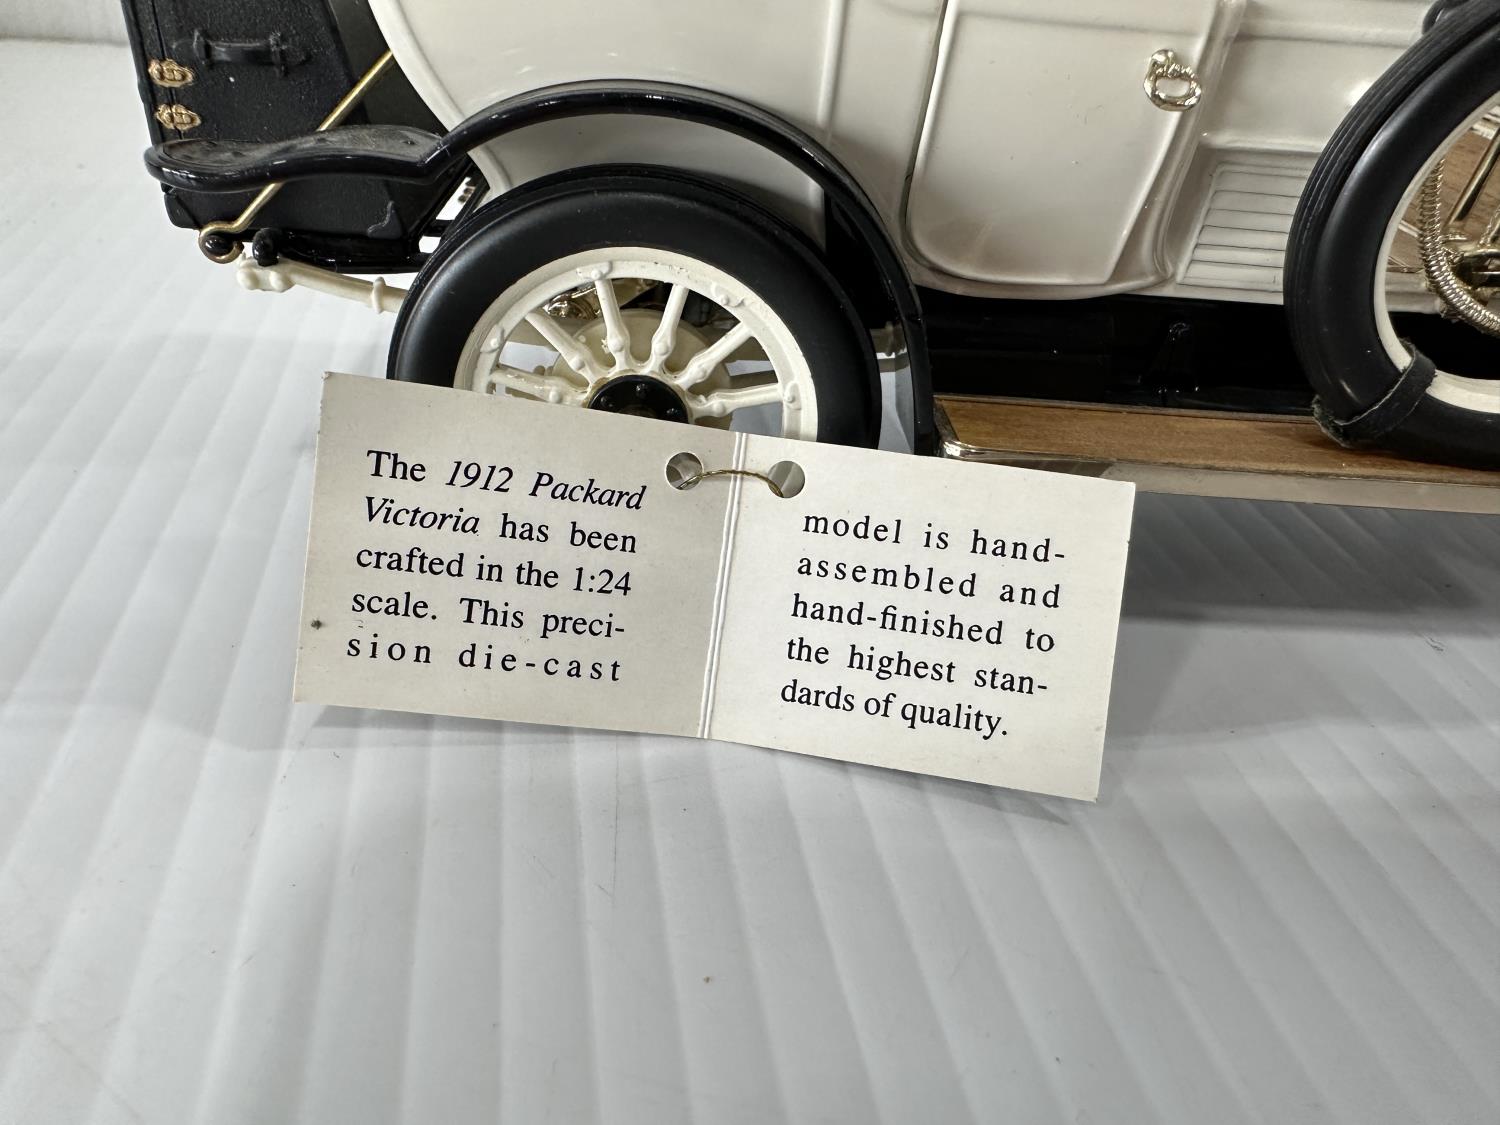 The 1912 Packard
Victoria has been
crafted in the 1:24
scale. This preci-
sion die-cast
model is hand-
assembled and
hand-finished to
the highest stan-
dards of quality.